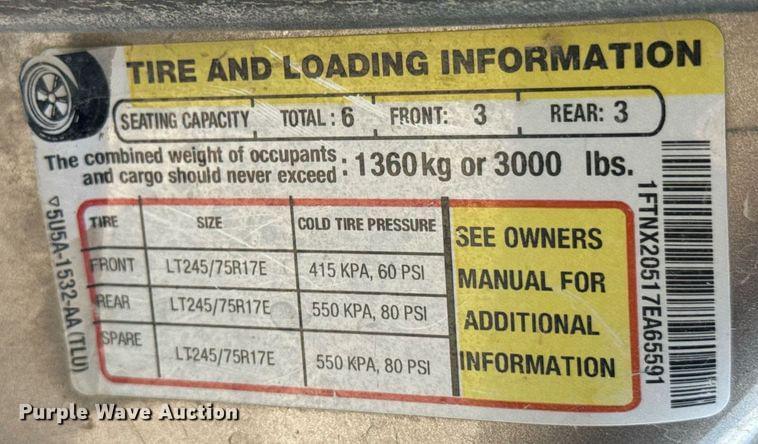 TIRE AND LOADING INFORMATION
SEATING CAPACITY TOTAL : 6 FRONT: 3 REAR: 3
The combined weight of occupants
and cargo should never exceed : 1360 kg or 3000 lbs.
TIRE SIZE COLD TIRE PRESSURE
FRONT LT245/75R17E 415 KPA, 60 PSI
REAR LT245/75R17E 550 KPA, 80 PSI
SPARE LT245/75R17E 550 KPA, 80 PSI
SEE OWNERS
MANUAL FOR
ADDITIONAL
INFORMATION
5U5A-1532-AA (TLU)
1FTNX20517EA65591
Purple Wave Auction